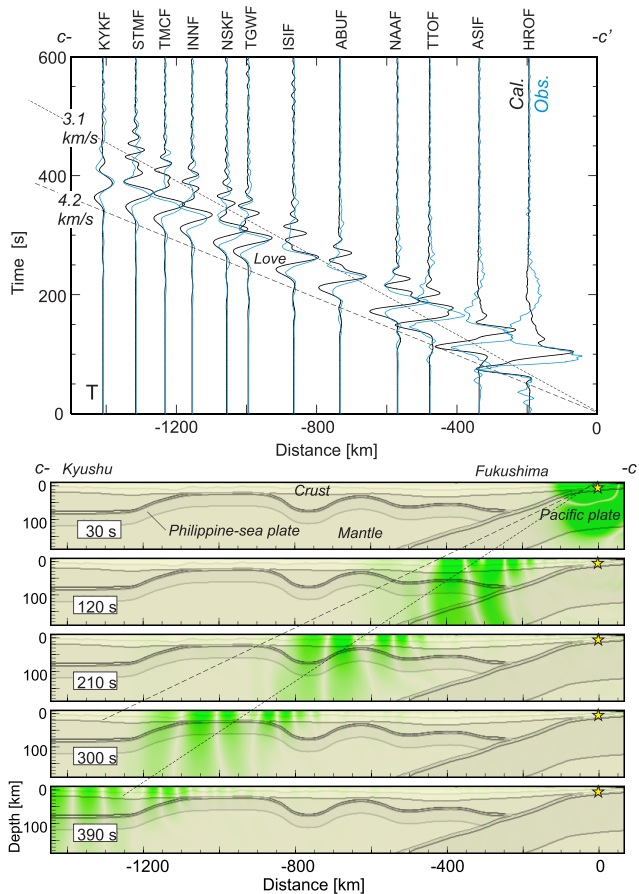 c-
KYKF
STMF
TMCF
INNF
NSKF
TGWF
ISIF
ABUF
NAAF
TTOF
ASIF
HROF
-c'
600
400
200
0
Time [s]
3.1
km/s
4.2
km/s
Love
Cal.
Obs.
T
-1200 -800 -400 0
Distance [km]
c- Kyushu Fukushima -c
0
100
Crust
Pacific plate
Philippine-sea plate
Mantle
30 s
0
100
120 s
0
100
210 s
0
100
300 s
0
100
390 s
Depth [km]
-1200 -800 -400 0
Distance [km]